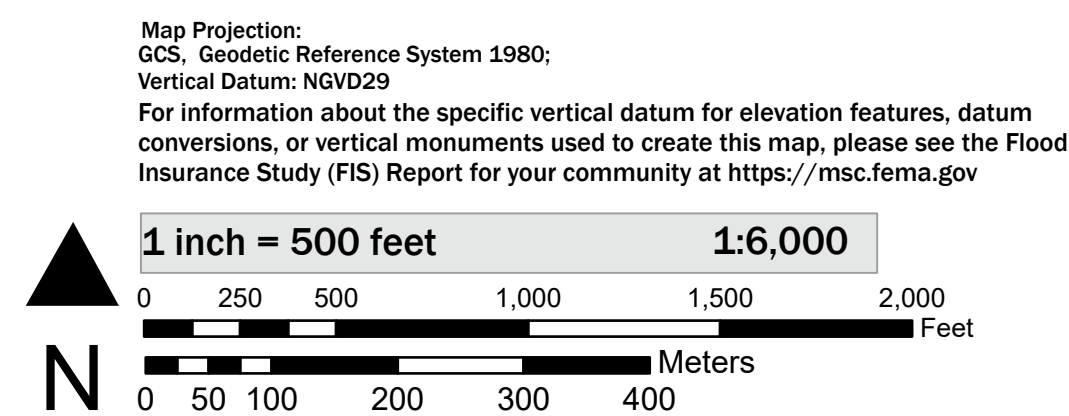 Map Projection:
GCS, Geodetic Reference System 1980;
Vertical Datum: NGVD29
For information about the specific vertical datum for elevation features, datum
conversions, or vertical monuments used to create this map, please see the Flood
Insurance Study (FIS) Report for your community at https://msc.fema.gov
1 inch = 500 feet 1:6,000
0 250 500 1,000 1,500 2,000
Feet
Meters
N
0 50 100 200 300 400